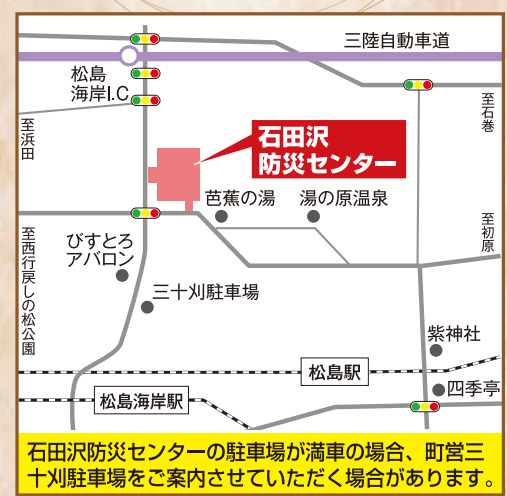 三陸自動車道
松島
海岸I.C
至浜田
至石巻
石田沢
防災センター
芭蕉の湯
湯の原温泉
至初原
至西行戻しの松公園
びすとろ
アバロン
三十刈駐車場
紫神社
松島駅
四季亭
松島海岸駅
石田沢防災センターの駐車場が満車の場合、町営三
十刈駐車場をご案内させていただく場合があります。